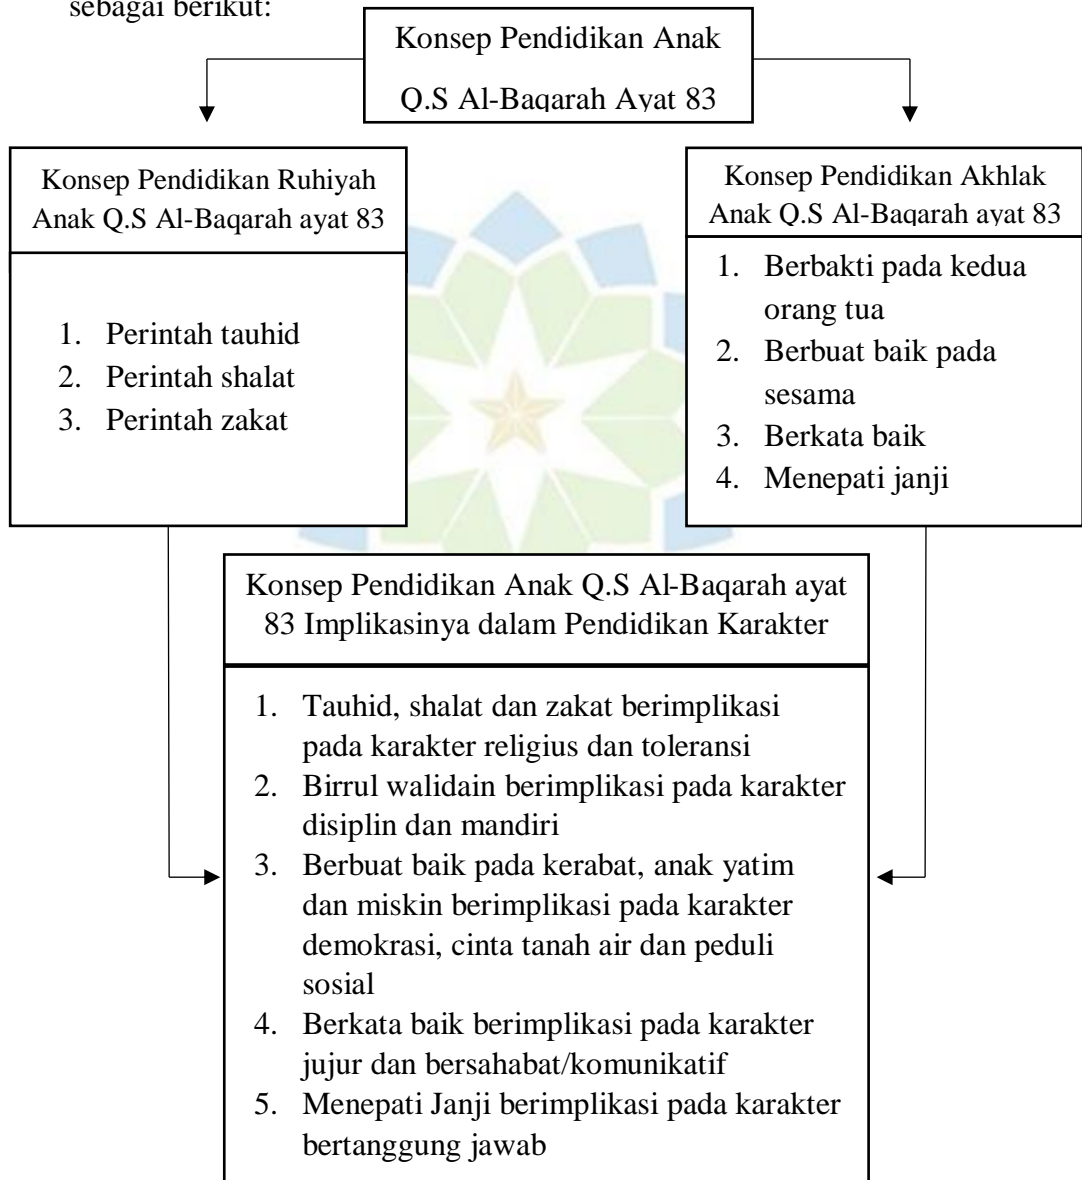 sebagai berikut:
Konsep Pendidikan Anak
Q.S Al-Baqarah Ayat 83
Konsep Pendidikan Ruhiyah
Anak Q.S Al-Baqarah ayat 83
1. Perintah tauhid
2. Perintah shalat
3. Perintah zakat
Konsep Pendidikan Akhlak
Anak Q.S Al-Baqarah ayat 83
1. Berbakti pada kedua
orang tua
2. Berbuat baik pada
sesama
3. Berkata baik
4. Menepati janji
Konsep Pendidikan Anak Q.S Al-Baqarah ayat
83 Implikasinya dalam Pendidikan Karakter
1. Tauhid, shalat dan zakat berimplikasi
pada karakter religius dan toleransi
2. Birrul walidain berimplikasi pada karakter
disiplin dan mandiri
3. Berbuat baik pada kerabat, anak yatim
dan miskin berimplikasi pada karakter
demokrasi, cinta tanah air dan peduli
sosial
4. Berkata baik berimplikasi pada karakter
jujur dan bersahabat/komunikatif
5. Menepati Janji berimplikasi pada karakter
bertanggung jawab